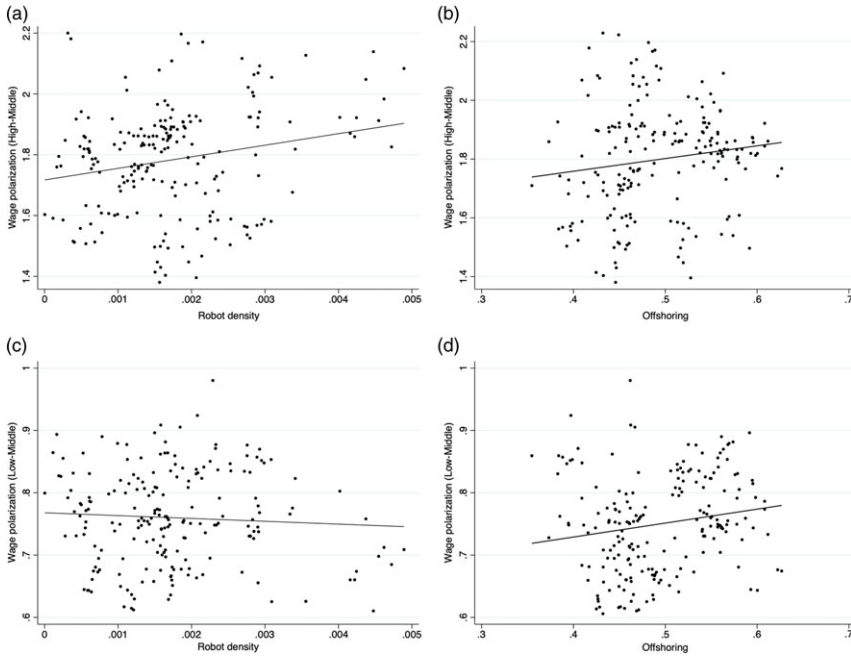 (a)
Wage polarization (High-Middle)
2.2
2
1.8
1.6
1.4
0 .001 .002 .003 .004 .005
Robot density
(b)
Wage polarization (High-Middle)
2.2
2
1.8
1.6
1.4
.3 .4 .5 .6 .7
Offshoring
(c)
Wage polarization (Low-Middle)
1
.9
.8
.7
.6
0 .001 .002 .003 .004 .005
Robot density
(d)
Wage polarization (Low-Middle)
1
.9
.8
.7
.6
.3 .4 .5 .6 .7
Offshoring